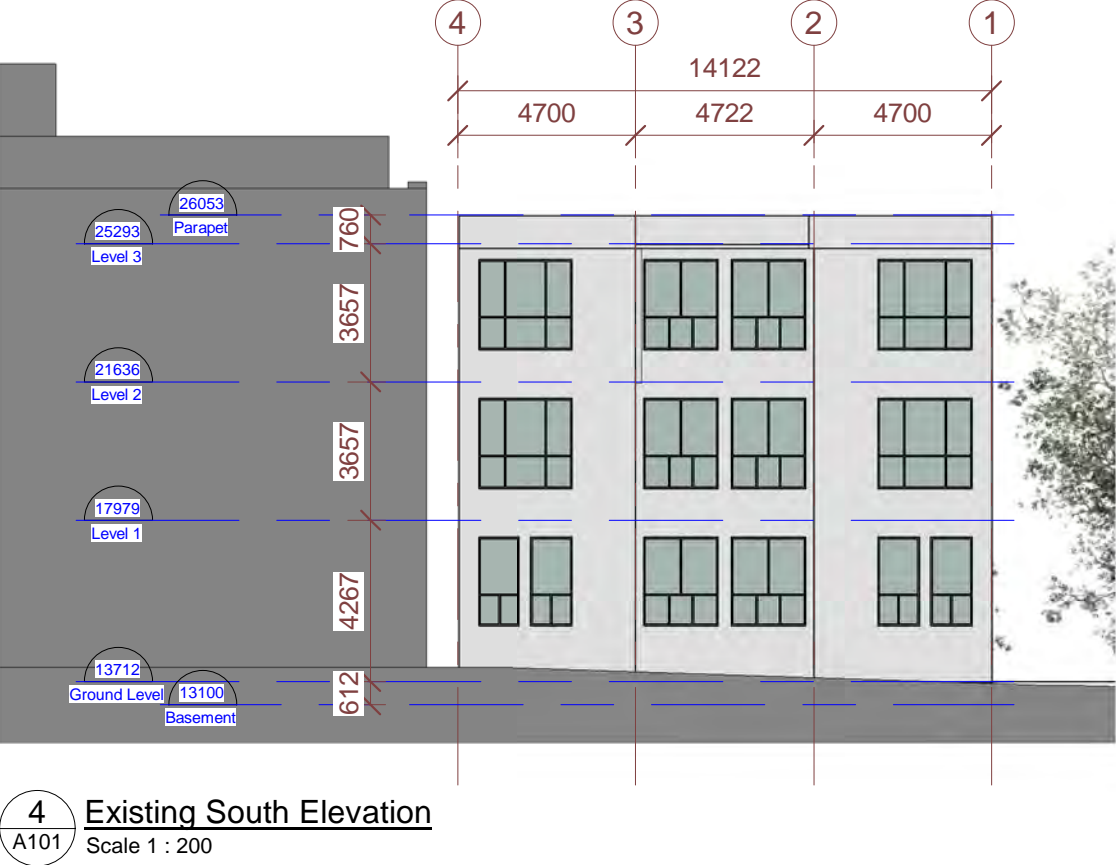 4 3 2 1
14122
4700 4722 4700
26053
Parapet
25293
Level 3
760
3657
21636
Level 2
3657
17979
Level 1
4267
13712
Ground Level
13100
Basement
612
4
A101
Existing South Elevation
Scale 1 : 200